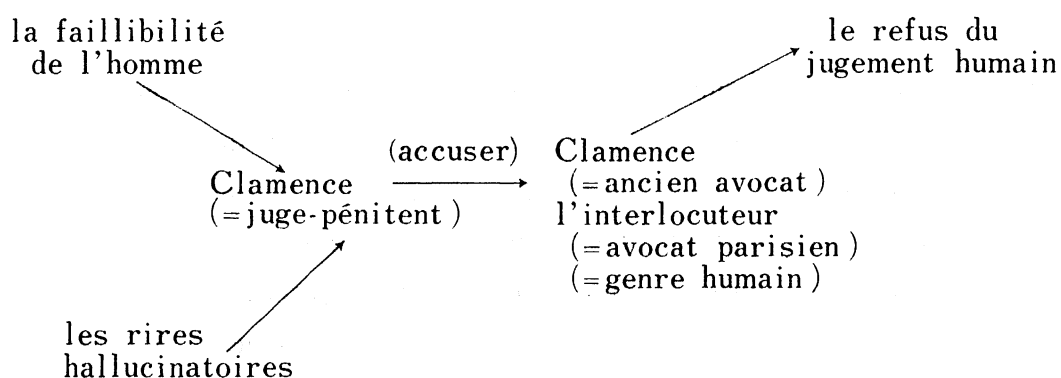 la faillibilité
de l'homme
le refus du
jugement humain
Clamence
(=juge-pénitent)
(accuser)
Clamence
(=ancien avocat)
l'interlocuteur
(=avocat parisien)
(=genre humain)
les rires
hallucinatoires